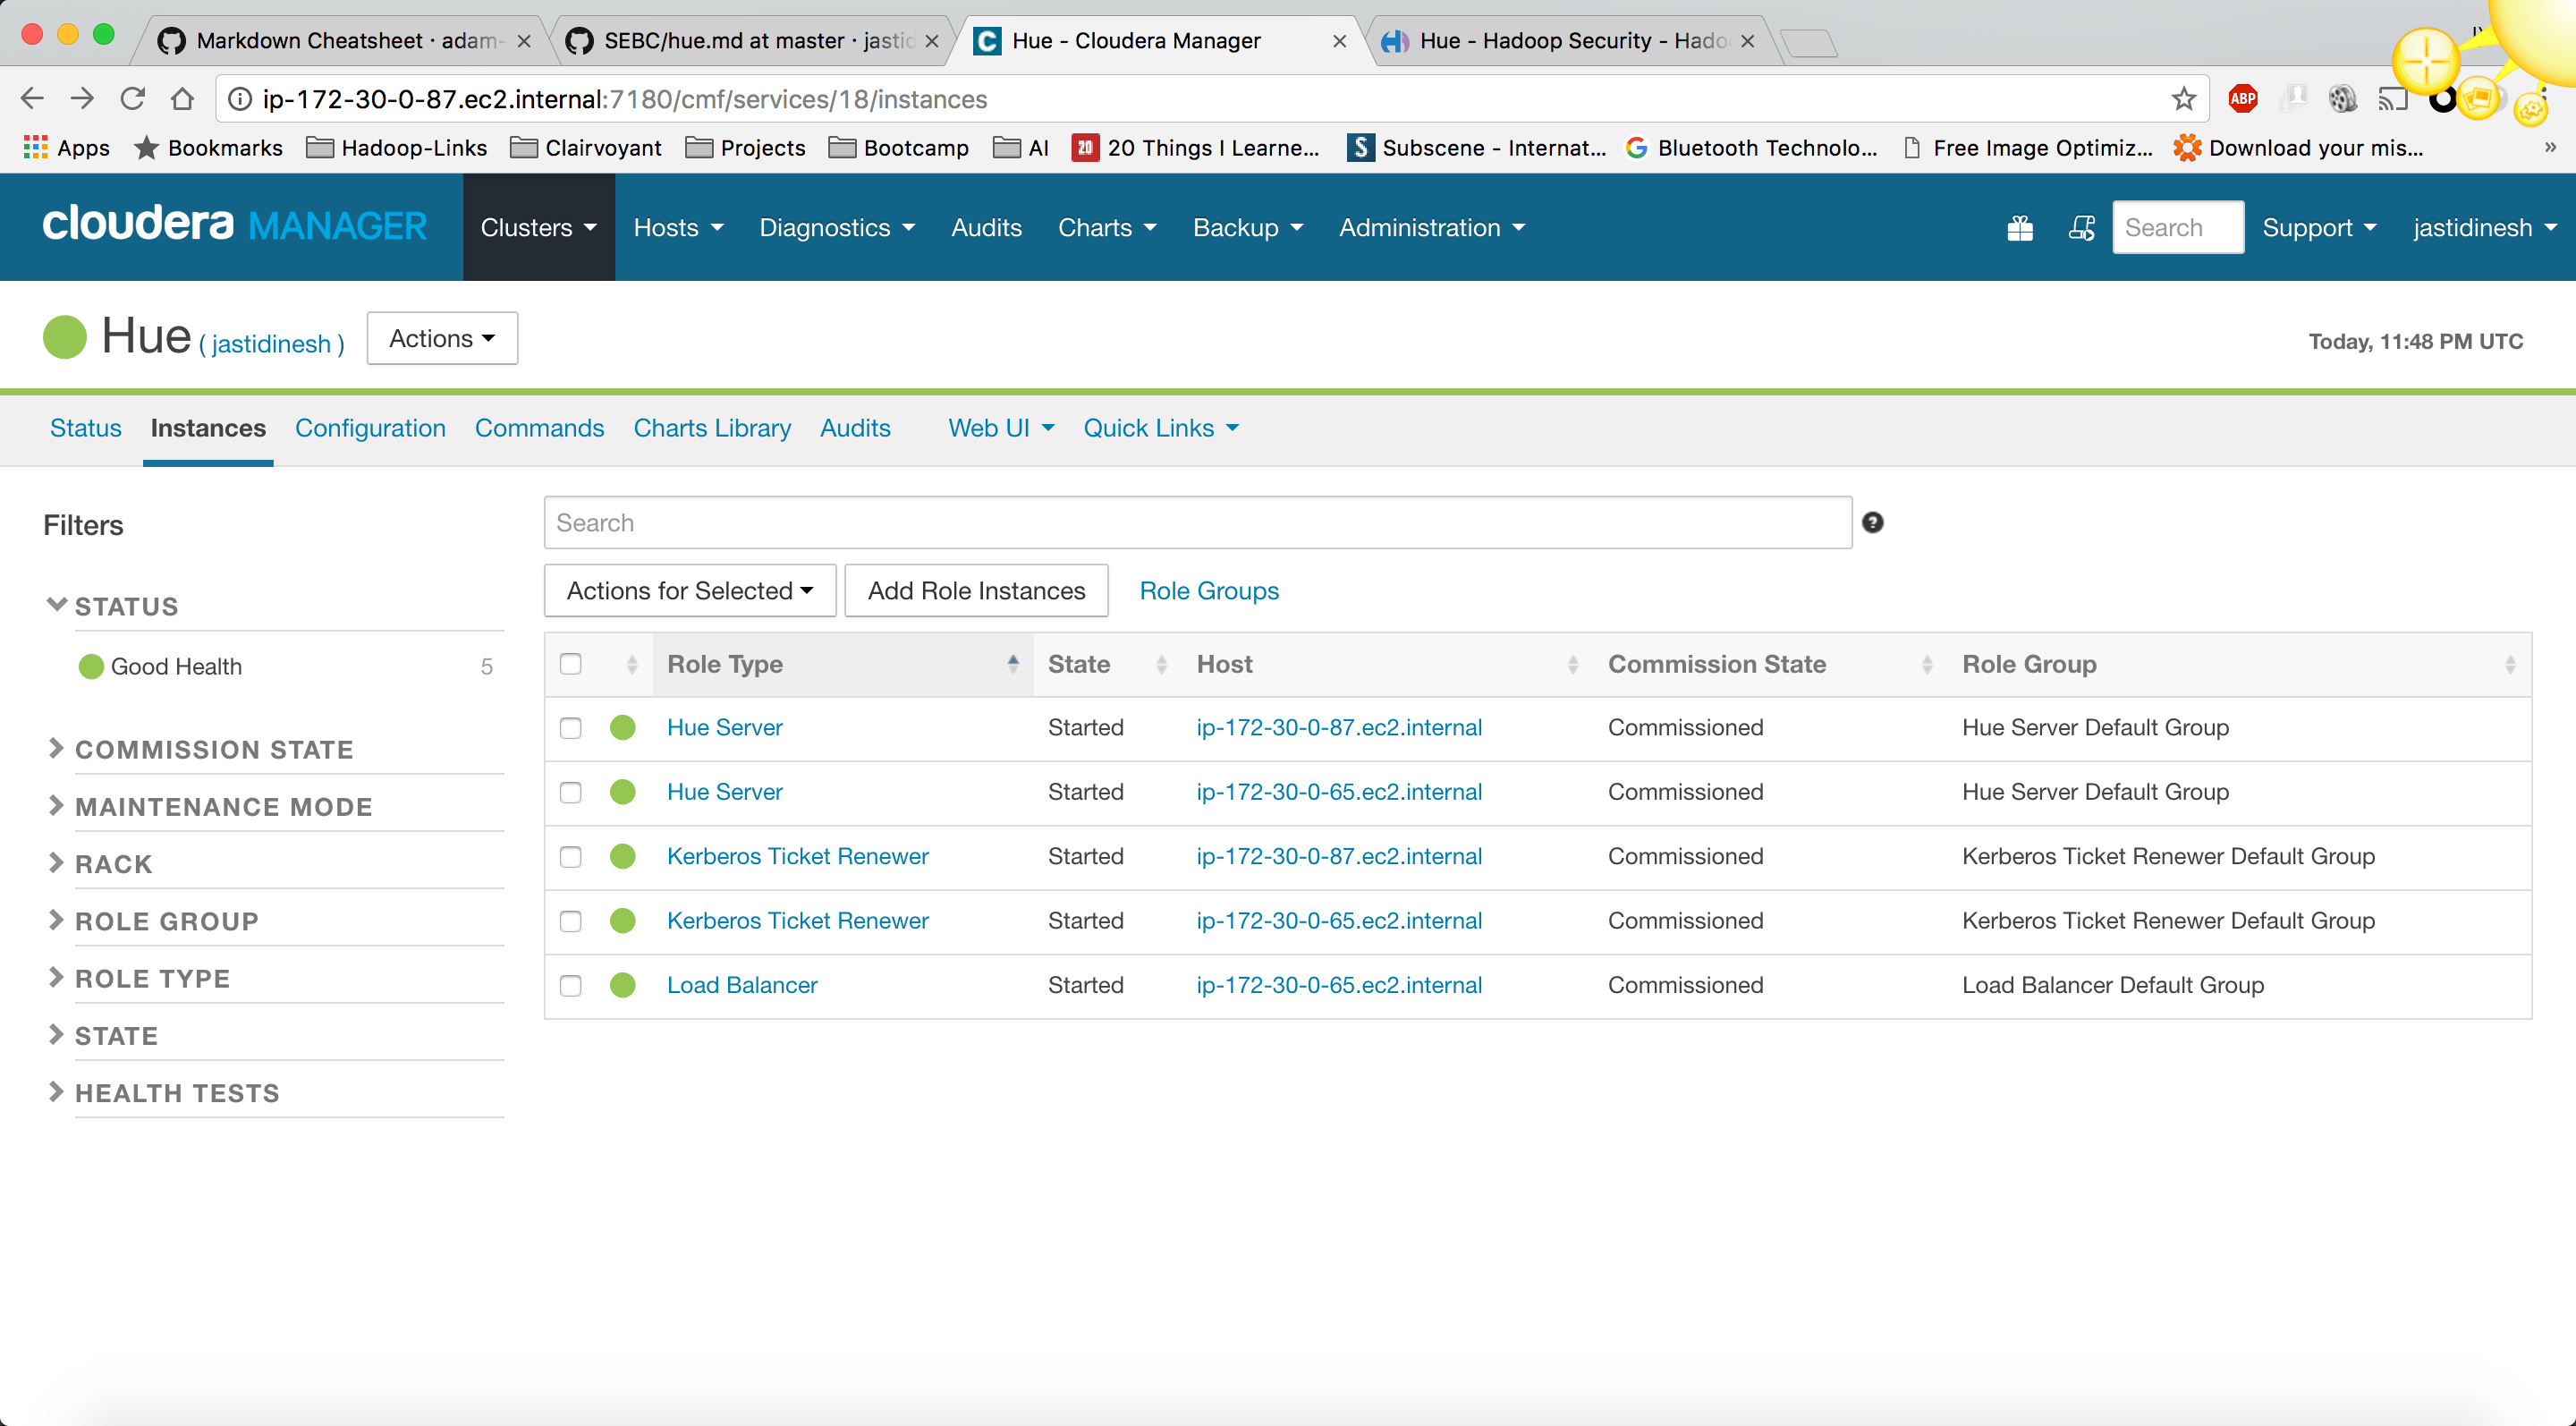 Markdown Cheatsheet · adam- SEBC/hue.md at master · jastid Hue - Cloudera Manager Hue - Hadoop Security - Hado
ip-172-30-0-87.ec2.internal:7180/cmf/services/18/instances ABP
Apps Bookmarks Hadoop-Links Clairvoyant Projects Bootcamp AI 20 20 Things I Learne... S Subscene - Internat... G Bluetooth Technolo... Free Image Optimiz... Download your mis... »
cloudera MANAGER Clusters Hosts Diagnostics Audits Charts Backup Administration Search Support jastidinesh
Hue ( jastidinesh ) Actions Today, 11:48 PM UTC
Status Instances Configuration Commands Charts Library Audits Web UI Quick Links
Filters
Search ?
Actions for Selected Add Role Instances Role Groups
STATUS
Good Health 5
COMMISSION STATE
MAINTENANCE MODE
RACK
ROLE GROUP
ROLE TYPE
STATE
HEALTH TESTS
Role Type State Host Commission State Role Group
Hue Server Started ip-172-30-0-87.ec2.internal Commissioned Hue Server Default Group
Hue Server Started ip-172-30-0-65.ec2.internal Commissioned Hue Server Default Group
Kerberos Ticket Renewer Started ip-172-30-0-87.ec2.internal Commissioned Kerberos Ticket Renewer Default Group
Kerberos Ticket Renewer Started ip-172-30-0-65.ec2.internal Commissioned Kerberos Ticket Renewer Default Group
Load Balancer Started ip-172-30-0-65.ec2.internal Commissioned Load Balancer Default Group